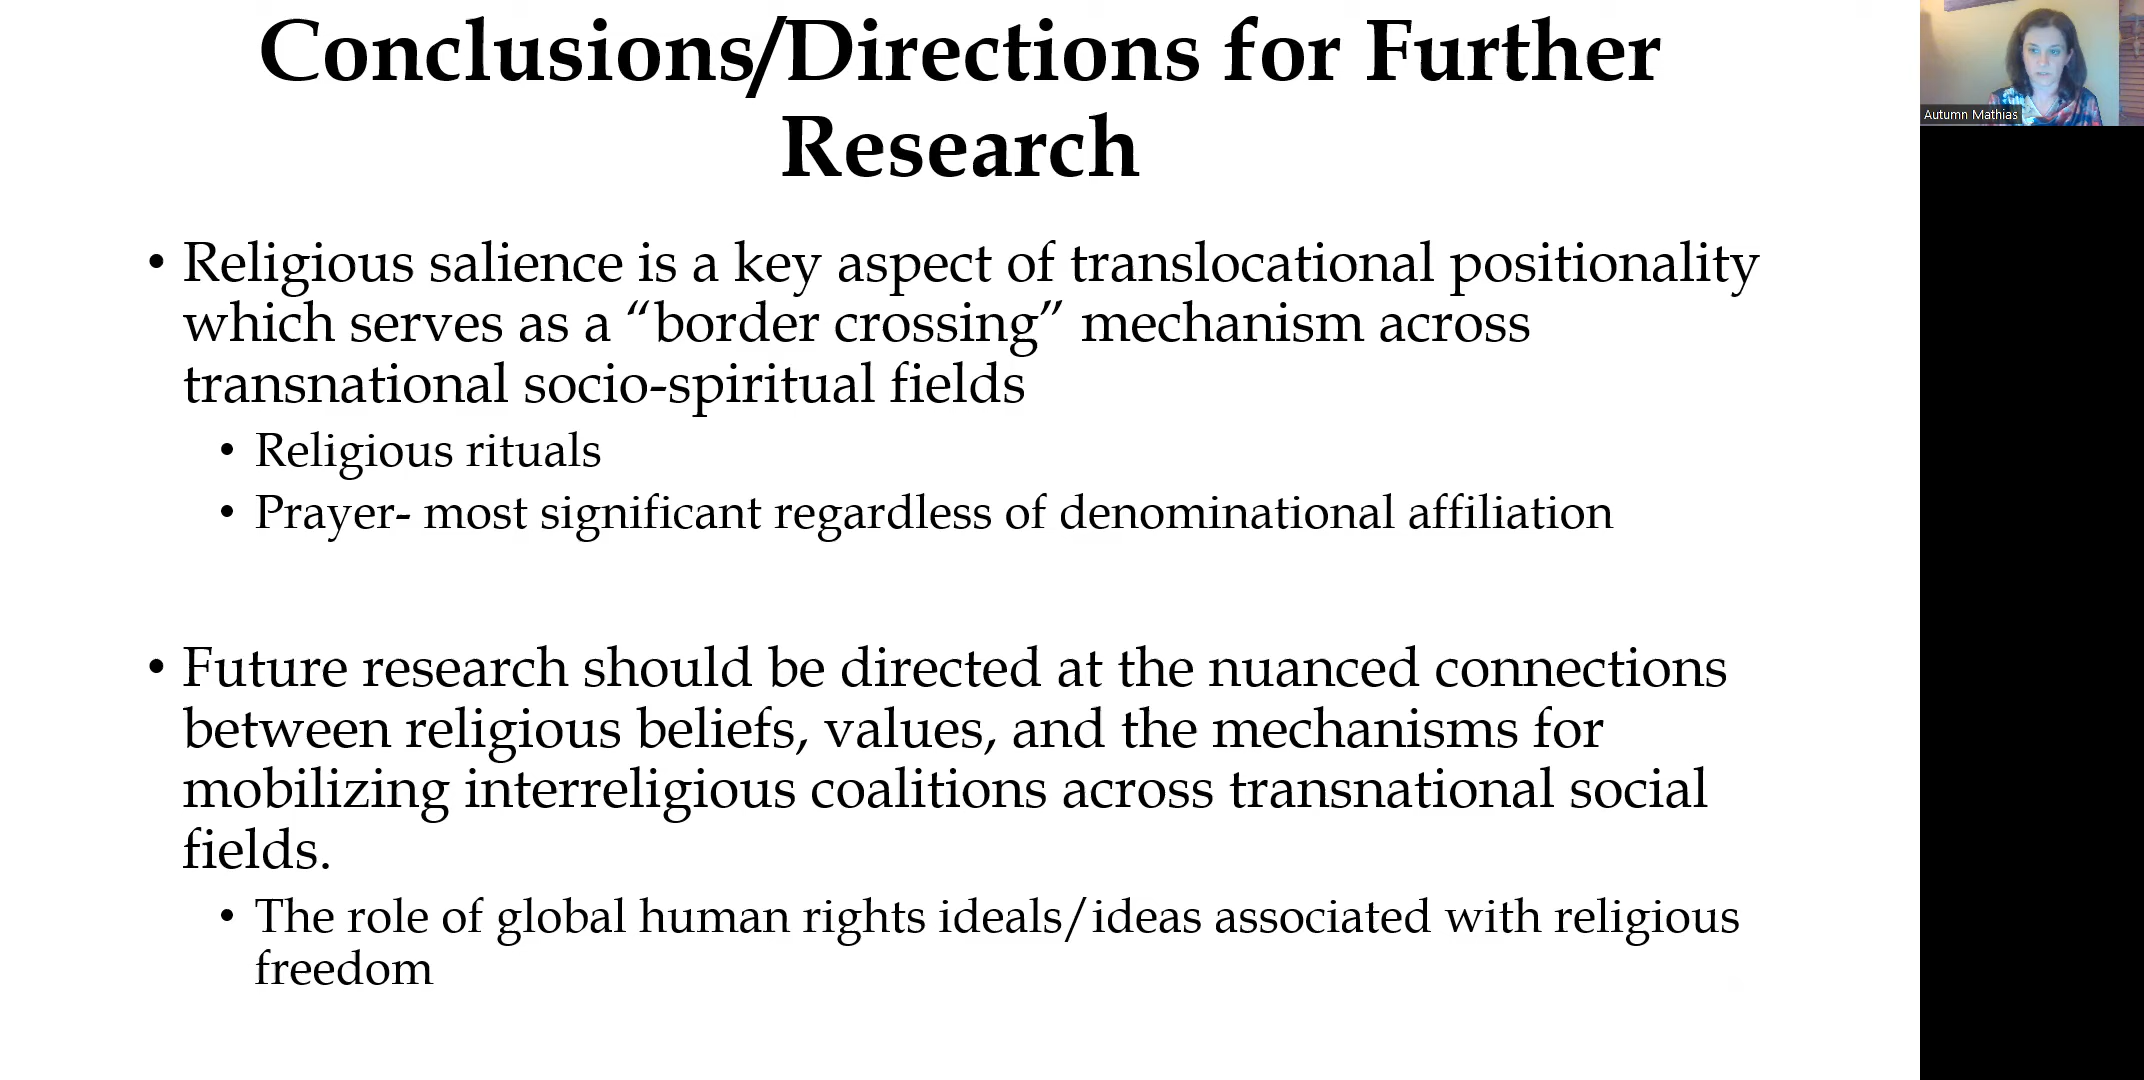 Conclusions/Directions for Further
Research
• Religious salience is a key aspect of translocational positionality
which serves as a “border crossing” mechanism across
transnational socio-spiritual fields
• Religious rituals
• Prayer- most significant regardless of denominational affiliation
• Future research should be directed at the nuanced connections
between religious beliefs, values, and the mechanisms for
mobilizing interreligious coalitions across transnational social
fields.
• The role of global human rights ideals/ideas associated with religious
freedom
Autumn Mathias